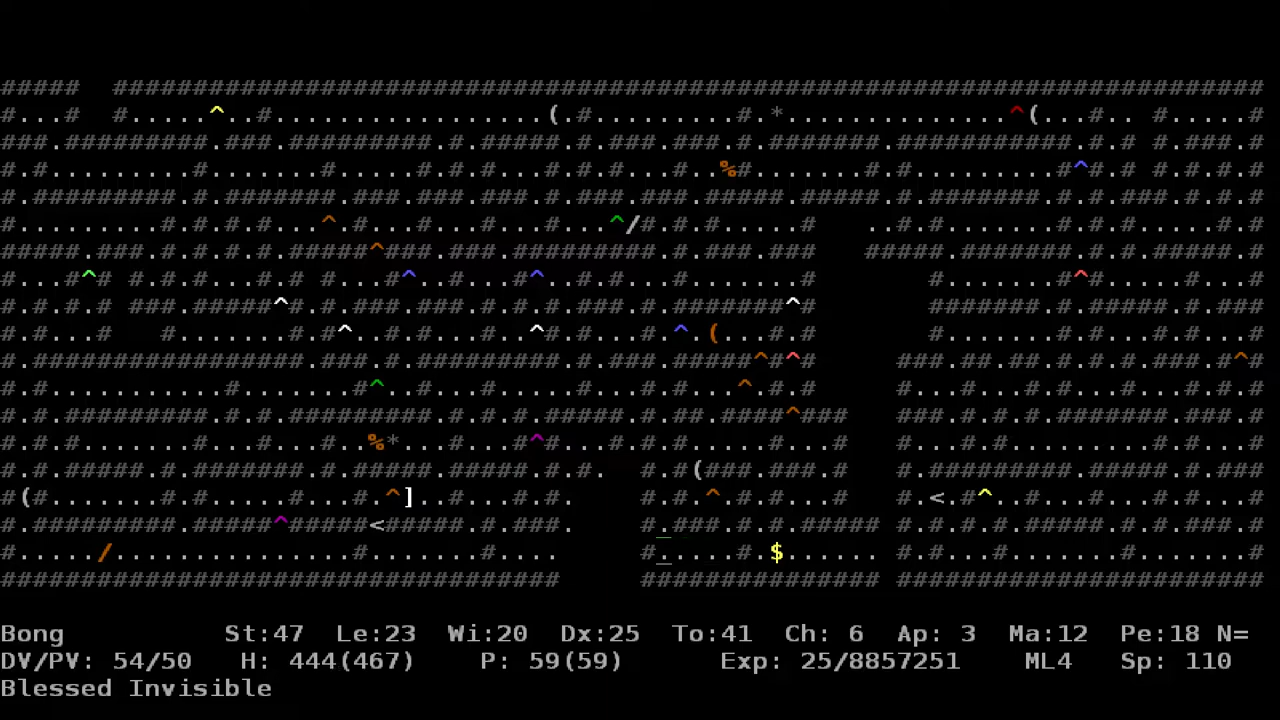 Bong St:47 Le:23 Wi:20 Dx:25 To:41 Ch: 6 Ap: 3 Ma:12 Pe:18 N=
DV/PV: 54/50 H: 444(467) P: 59(59) Exp: 25/8857251 ML4 Sp: 110
Blessed Invisible